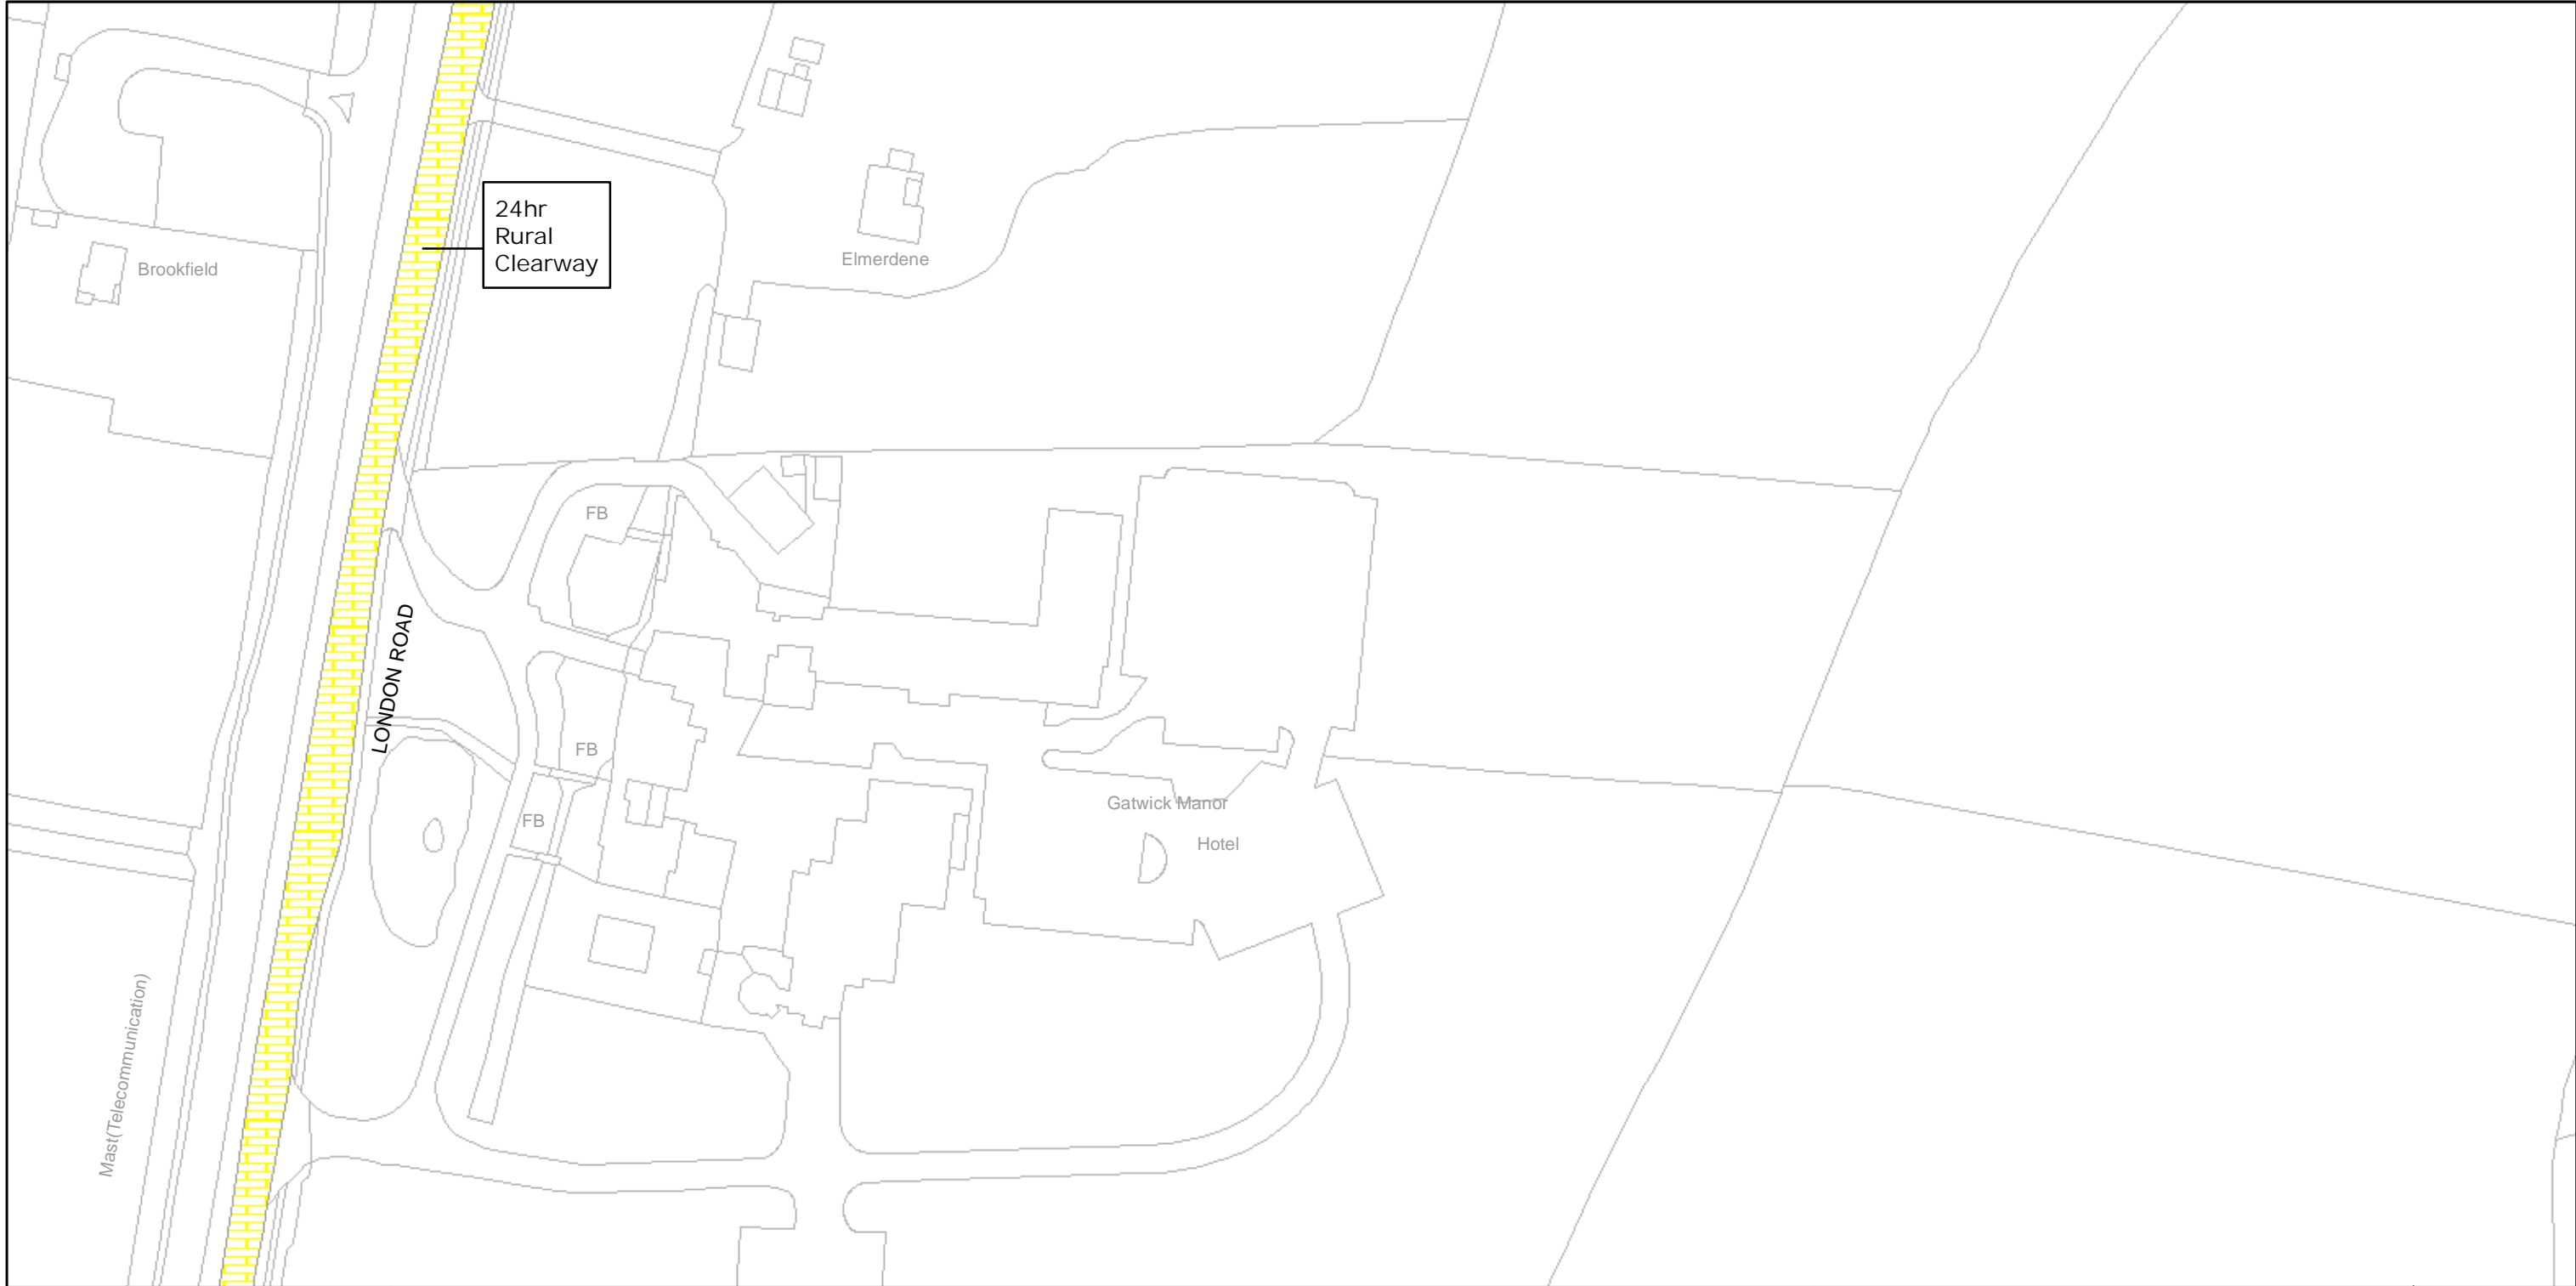 24hr
Rural
Clearway
Brookfield
Elmerdene
FB
LONDON ROAD
FB
FB
Gatwick Manor
Hotel
Mast(Telecommunication)